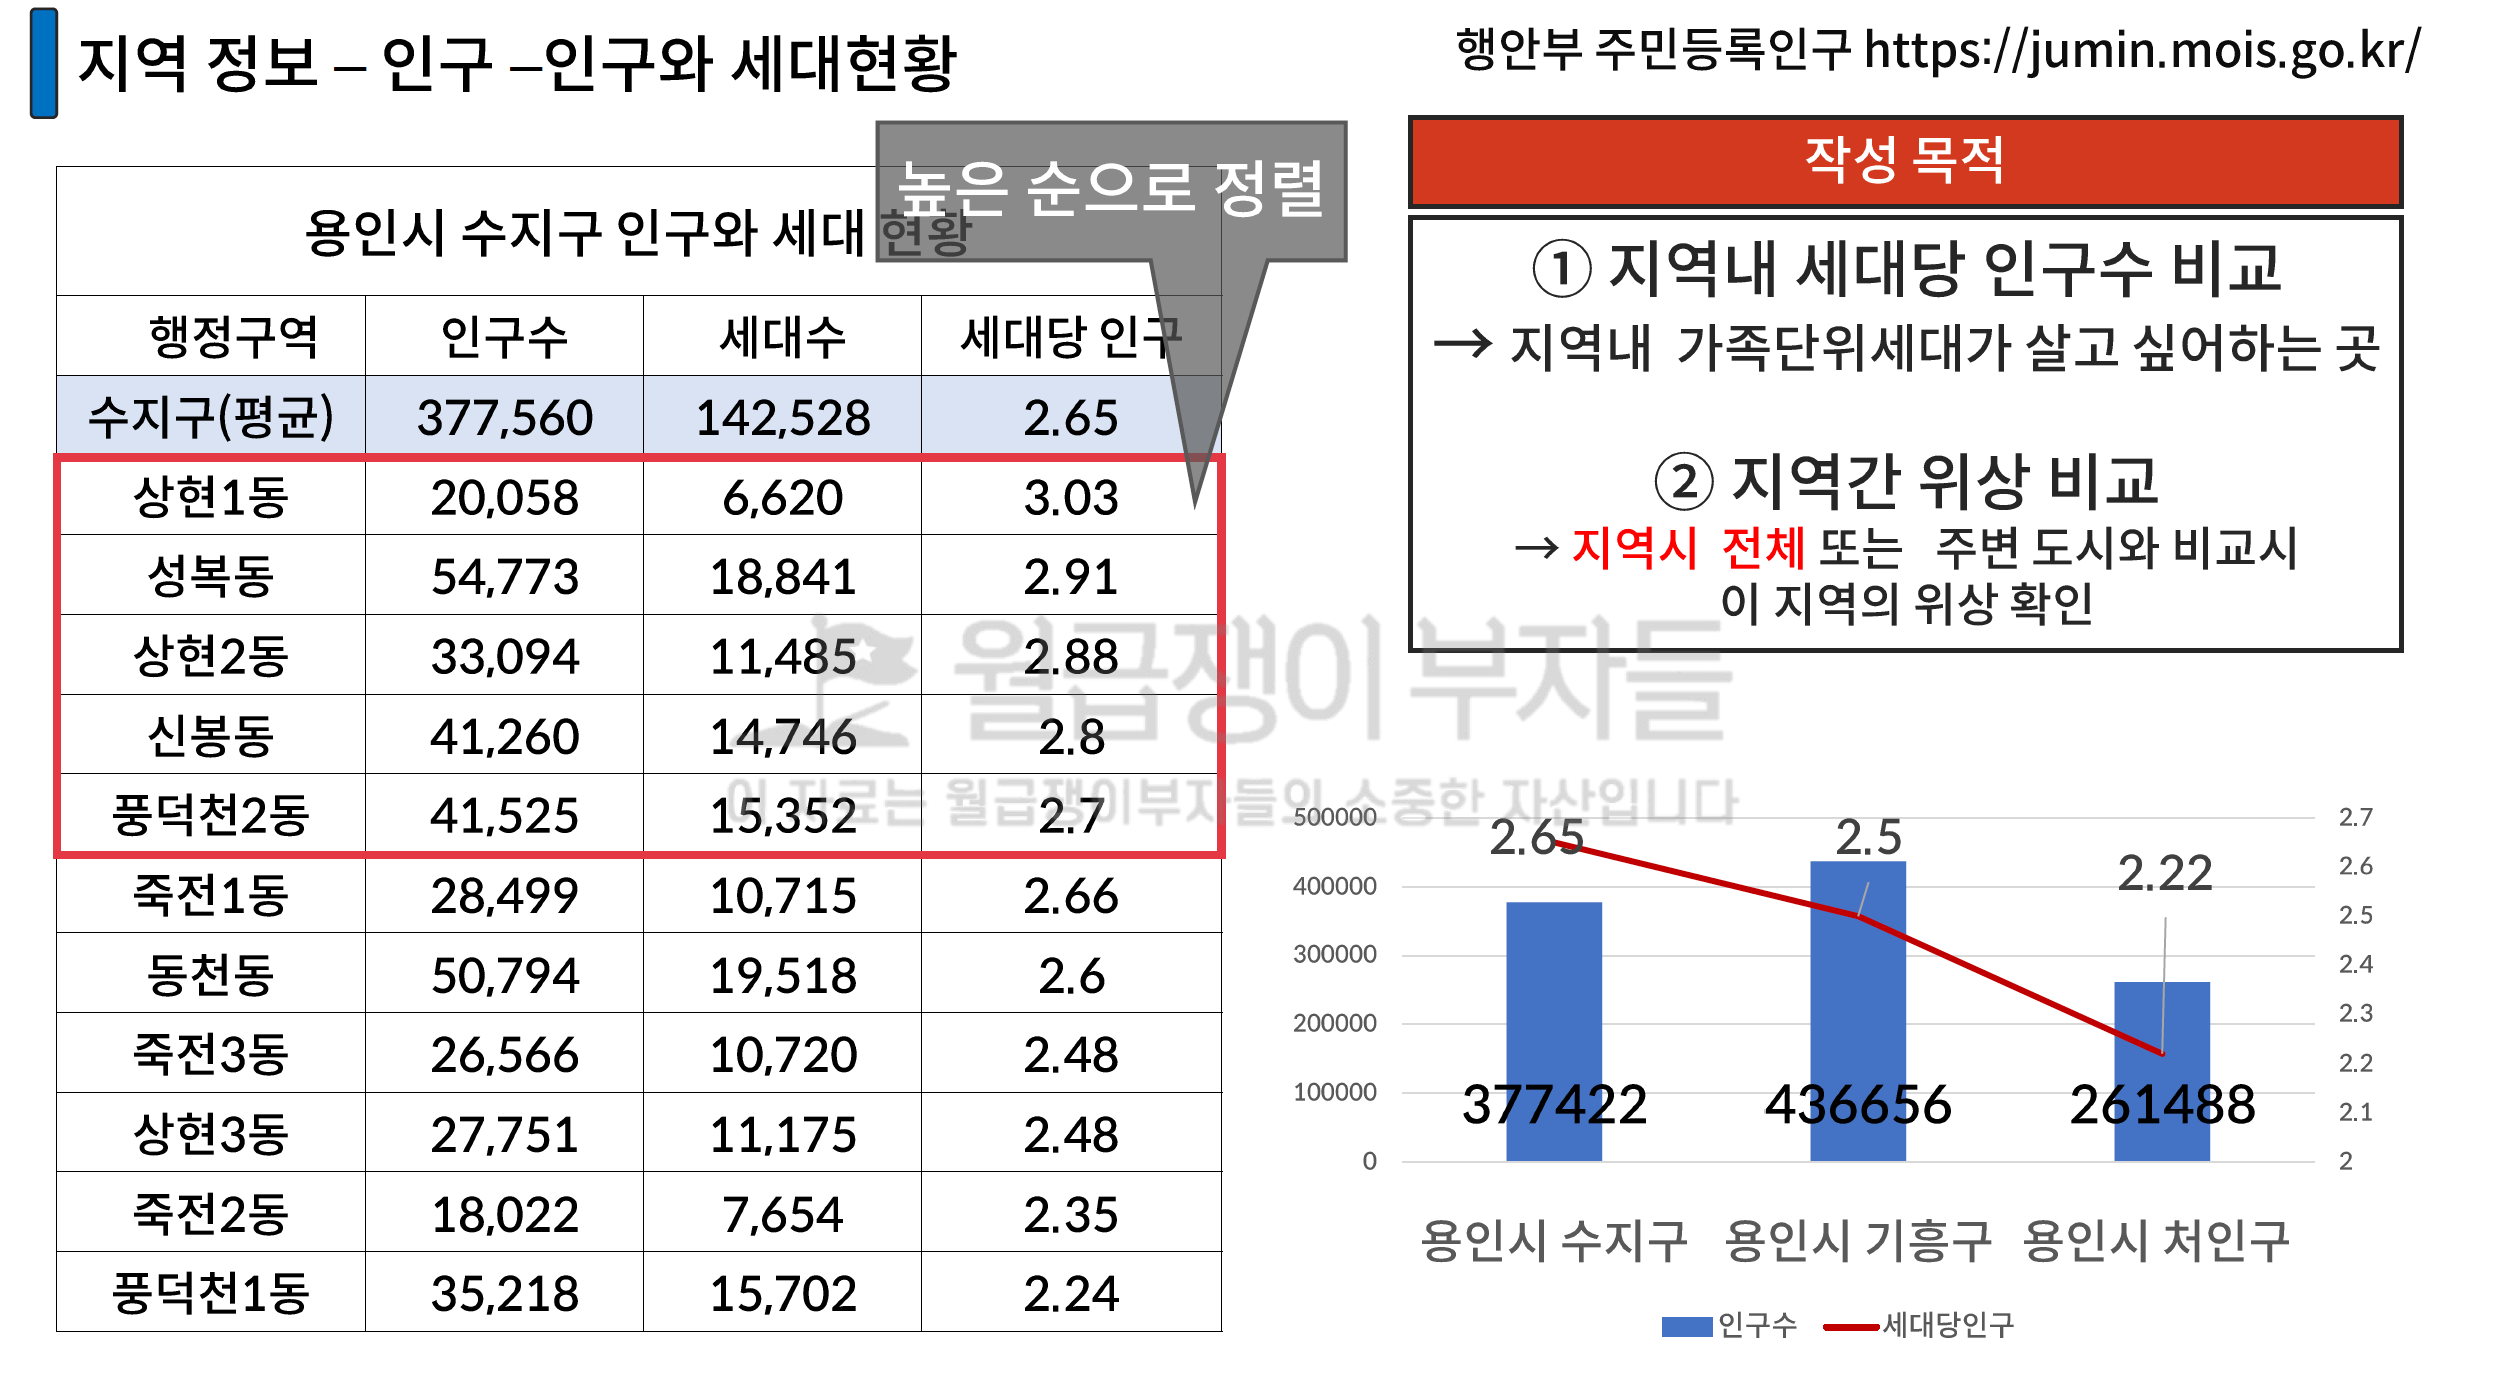 지역 정보 – 인구 –인구와 세대현황
행안부 주민등록인구 https://jumin.mois.go.kr/
높은 순으로 정렬
용인시 수지구 인구와 세대 현황
행정구역 인구수 세대수 세대당 인구
수지구(평균) 377,560 142,528 2.65
상현1동 20,058 6,620 3.03
성복동 54,773 18,841 2.91
상현2동 33,094 11,485 2.88
신봉동 41,260 14,746 2.8
풍덕천2동 41,525 15,352 2.7
죽전1동 28,499 10,715 2.66
동천동 50,794 19,518 2.6
죽전3동 26,566 10,720 2.48
상현3동 27,751 11,175 2.48
죽전2동 18,022 7,654 2.35
풍덕천1동 35,218 15,702 2.24
작성 목적
① 지역내 세대당 인구수 비교
→ 지역내 가족단위세대가 살고 싶어하는 곳
② 지역간 위상 비교
→ 지역시 전체 또는 주변 도시와 비교시
이 지역의 위상 확인
월급쟁이부자들
이 자료는 월급쟁이부자들의 소중한 자산입니다
500000 2.65 2.5 2.22 2.7
400000 2.6
300000 2.5
200000 2.4
100000 2.3
0 2.2
2.1
2
377422 436656 261488
용인시 수지구 용인시 기흥구 용인시 처인구
인구수 세대당인구